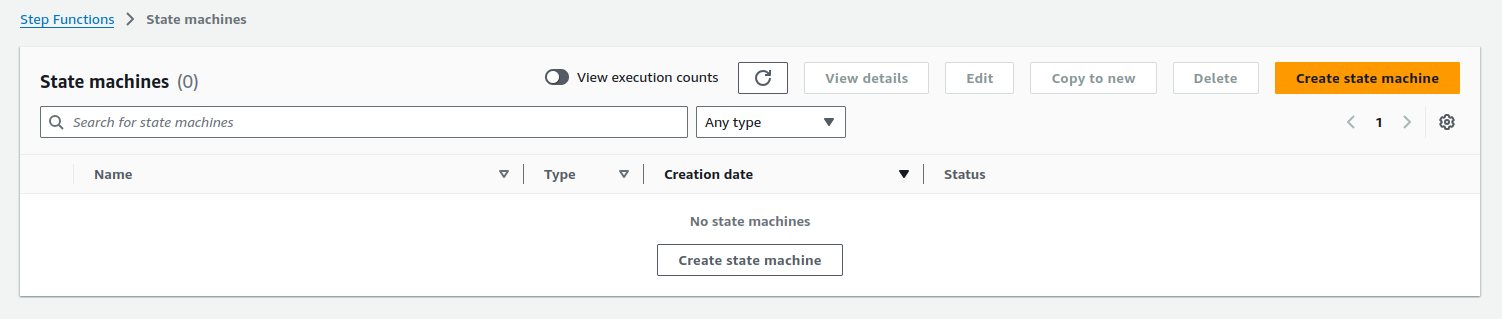 Step Functions > State machines
State machines (0)
View execution counts
View details
Edit
Copy to new
Delete
Create state machine
Search for state machines
Any type
1
Name Type Creation date Status
No state machines
Create state machine